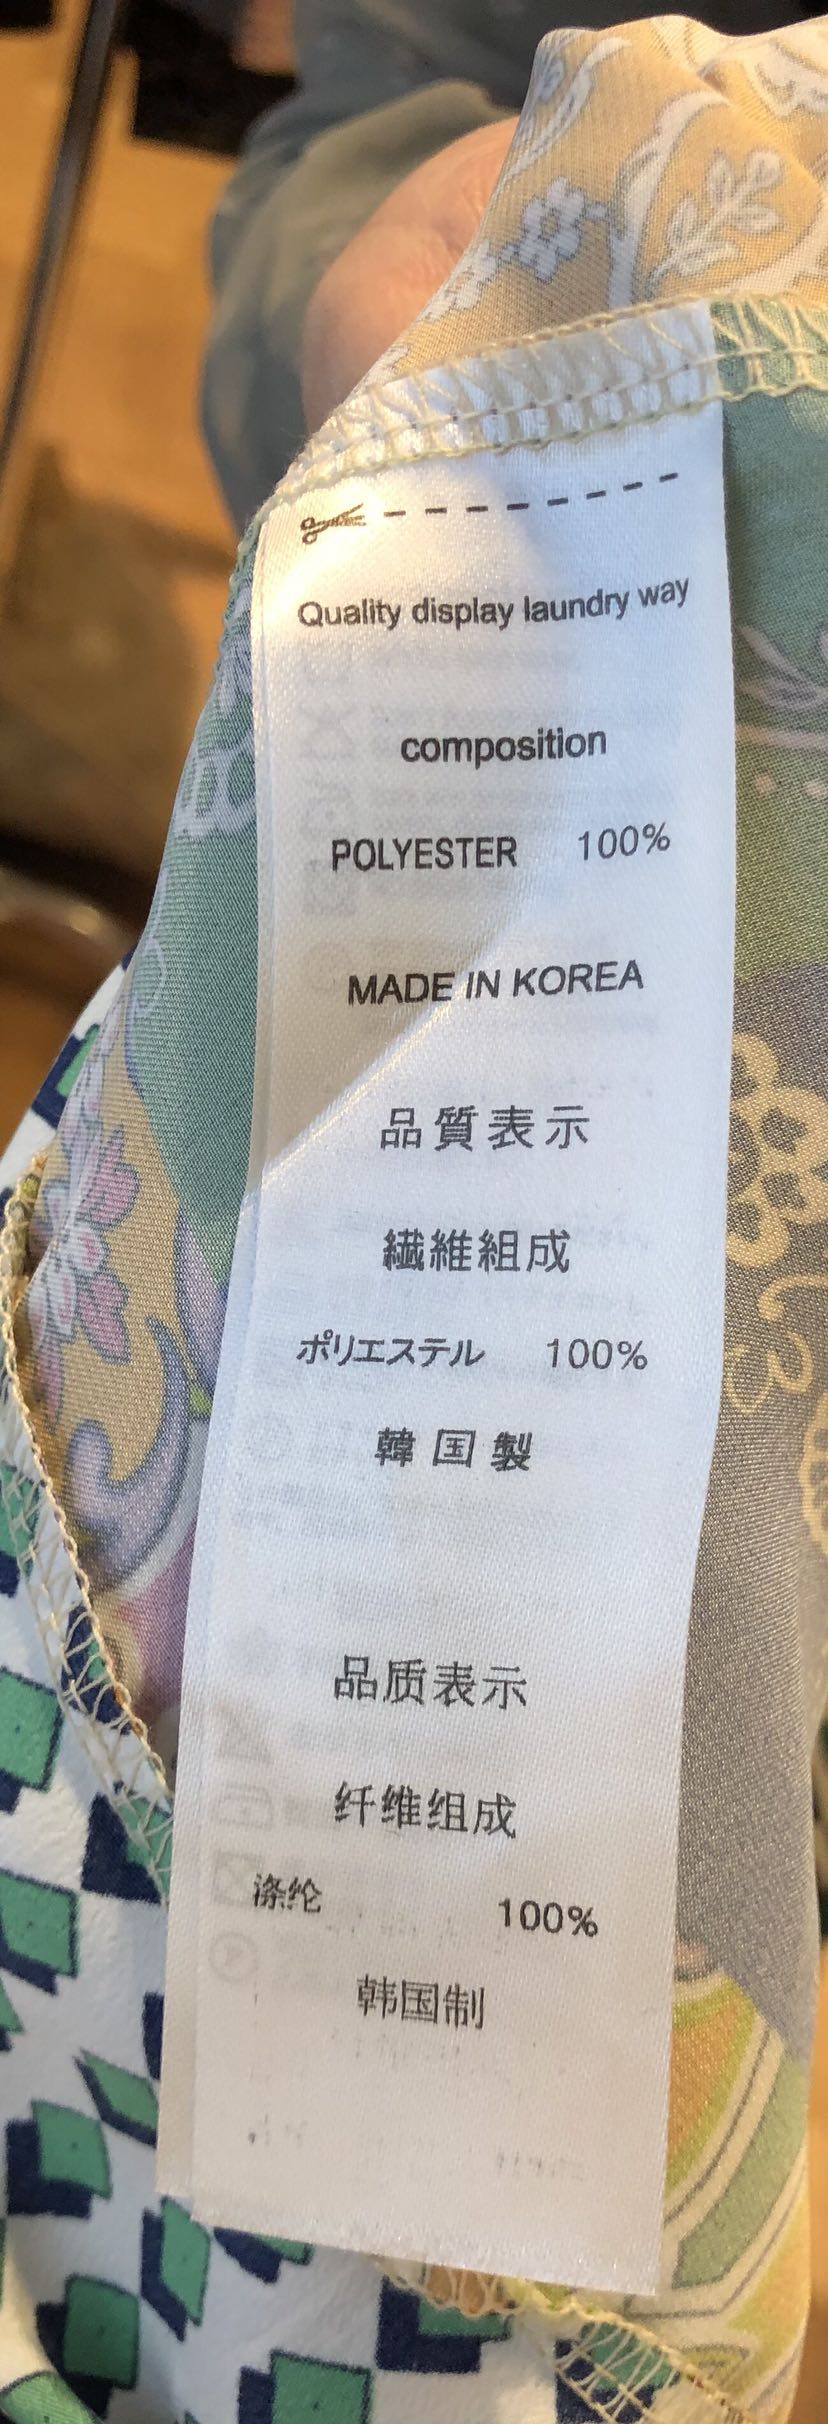 Quality display laundry way
composition
POLYESTER 100%
MADE IN KOREA
品質表示
繊維組成
ポリエステル 100%
韓国製
品质表示
纤维组成
涤纶 100%
韩国制